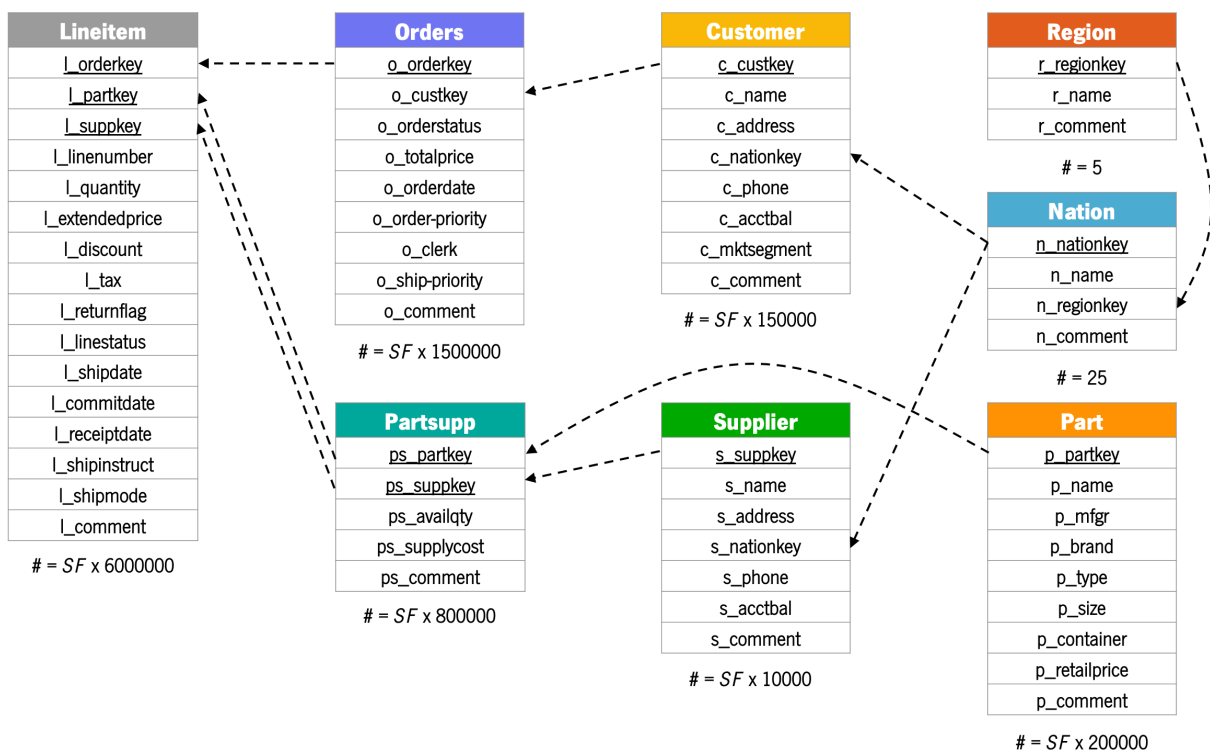 Lineitem
l_orderkey
l_partkey
l_suppkey
l_linenumber
l_quantity
l_extendedprice
l_discount
l_tax
l_returnflag
l_linestatus
l_shipdate
l_commitdate
l_receiptdate
l_shipinstruct
l_shipmode
l_comment
# = SF x 6000000
Orders
o_orderkey
o_custkey
o_orderstatus
o_totalprice
o_orderdate
o_order-priority
o_clerk
o_ship-priority
o_comment
# = SF x 1500000
Partsupp
ps_partkey
ps_suppkey
ps_availqty
ps_supplycost
ps_comment
# = SF x 800000
Customer
c_custkey
c_name
c_address
c_nationkey
c_phone
c_acctbal
c_mktsegment
c_comment
# = SF x 150000
Supplier
s_suppkey
s_name
s_address
s_nationkey
s_phone
s_acctbal
s_comment
# = SF x 10000
Region
r_regionkey
r_name
r_comment
# = 5
Nation
n_nationkey
n_name
n_regionkey
n_comment
# = 25
Part
p_partkey
p_name
p_mfgr
p_brand
p_type
p_size
p_container
p_retailprice
p_comment
# = SF x 200000